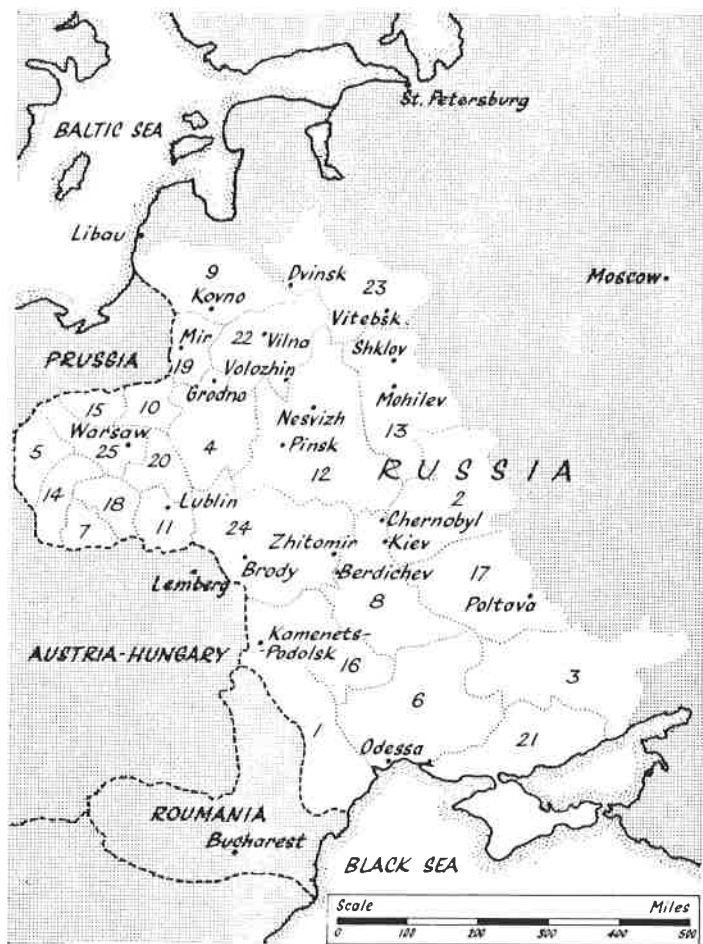 St. Petersburg
BALTIC SEA
Libau
9
Dvinsk
Moscow
23
Kovno
Vitebsk
Mir
22
Vilna
Shklov
PRUSSIA
19
Volozhin
Grodno
Mohilev
15
10
Nesvizh
Warsaw
5
25
20
4
Pinsk
13
RUSSIA
12
14
18
Lublin
2
7
11
24
Chernobyl
Zhitomir
Kiev
Lemberg
Brody
Berdichev
17
8
Poltava
Kamenets-
Podolsk
AUSTRIA-HUNGARY
16
3
6
1
21
Odessa
ROUMANIA
Bucharest
BLACK SEA
Scale Miles
0 100 200 300 400 500